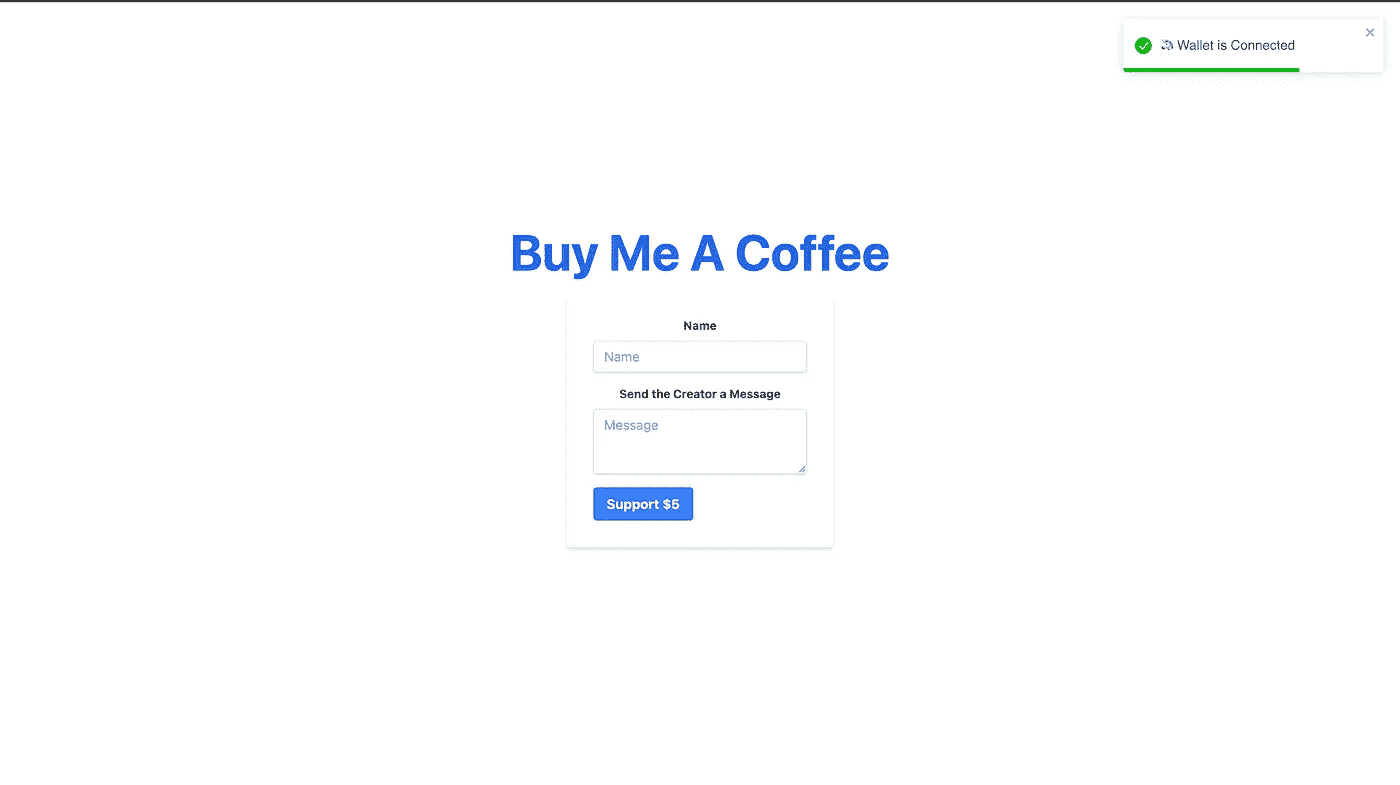 Wallet is Connected
Buy Me A Coffee
Name
Name
Send the Creator a Message
Message
Support $5